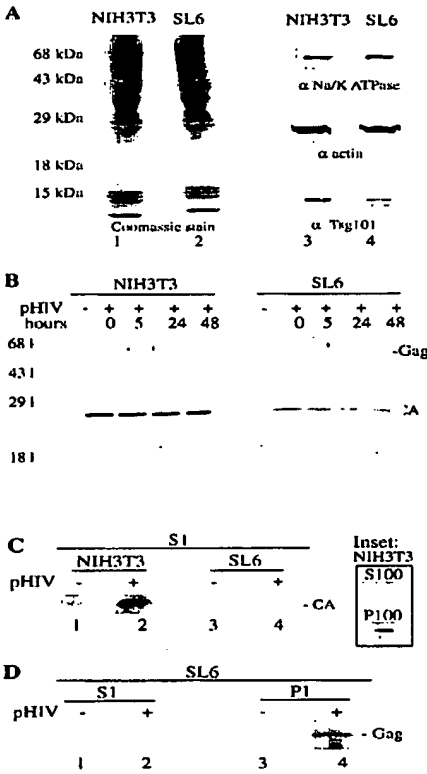 A
NIH3T3 SL6 NIH3T3 SL6
68 kDa
43 kDa
α Na/K ATPase
29 kDa
18 kDa
α actin
15 kDa
Coomassie stain α Tsg101
1 2 3 4
B
NIH3T3 SL6
pHIV - + + + + - + + + +
hours 0 5 24 48 0 5 24 48
68
-Gag
43
29
CA
18
C
S1
NIH3T3 SL6
pHIV - + - +
- CA
1 2 3 4
Inset:
NIH3T3
S100
P100
D
SL6
S1 P1
pHIV - + - +
- Gag
1 2 3 4